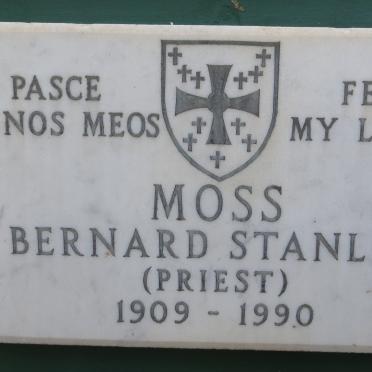 PASCE FE
NOS MEOS MY L
MOSS
BERNARD STANL
(PRIEST)
1909 - 1990